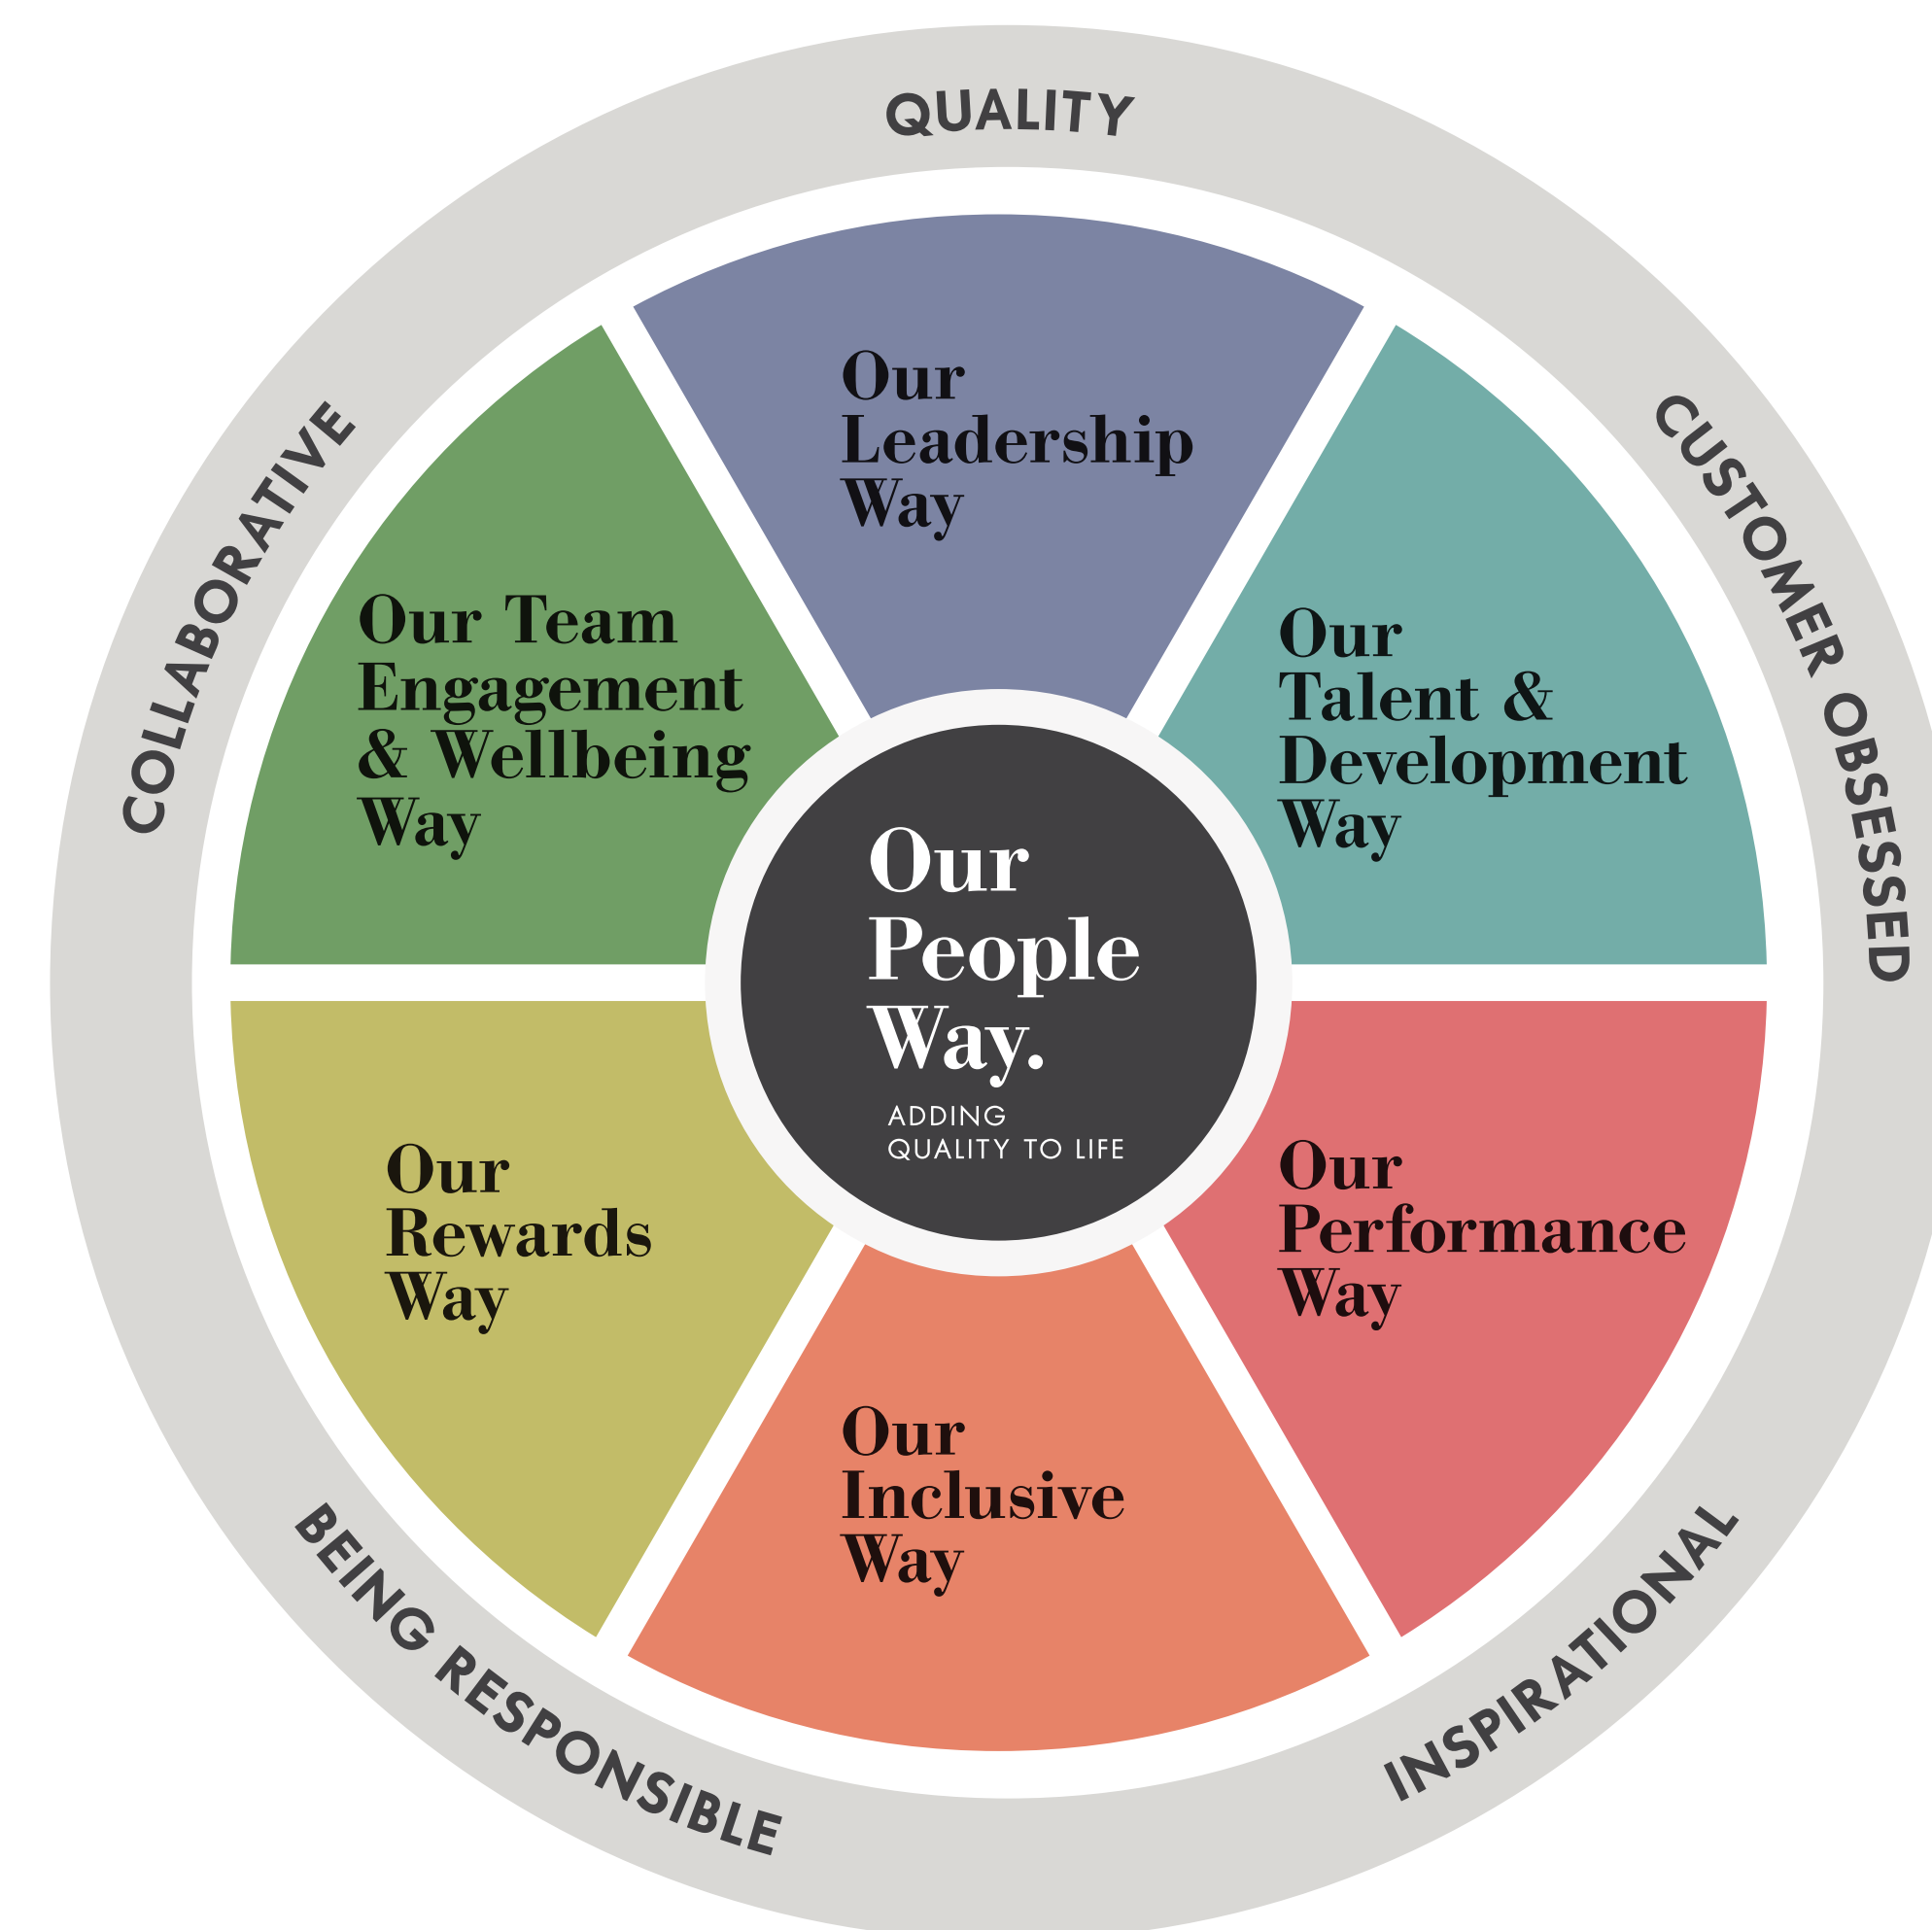 QUALITY
CUSTOMER OBSESSED
INSPIRATIONAL
BEING RESPONSIBLE
COLLABORATIVE
Our
Leadership
Way
Our
Talent &
Development
Way
Our
Performance
Way
Our
Inclusive
Way
Our
Rewards
Way
Our Team
Engagement
& Wellbeing
Way
Our
People
Way.
ADDING
QUALITY TO LIFE